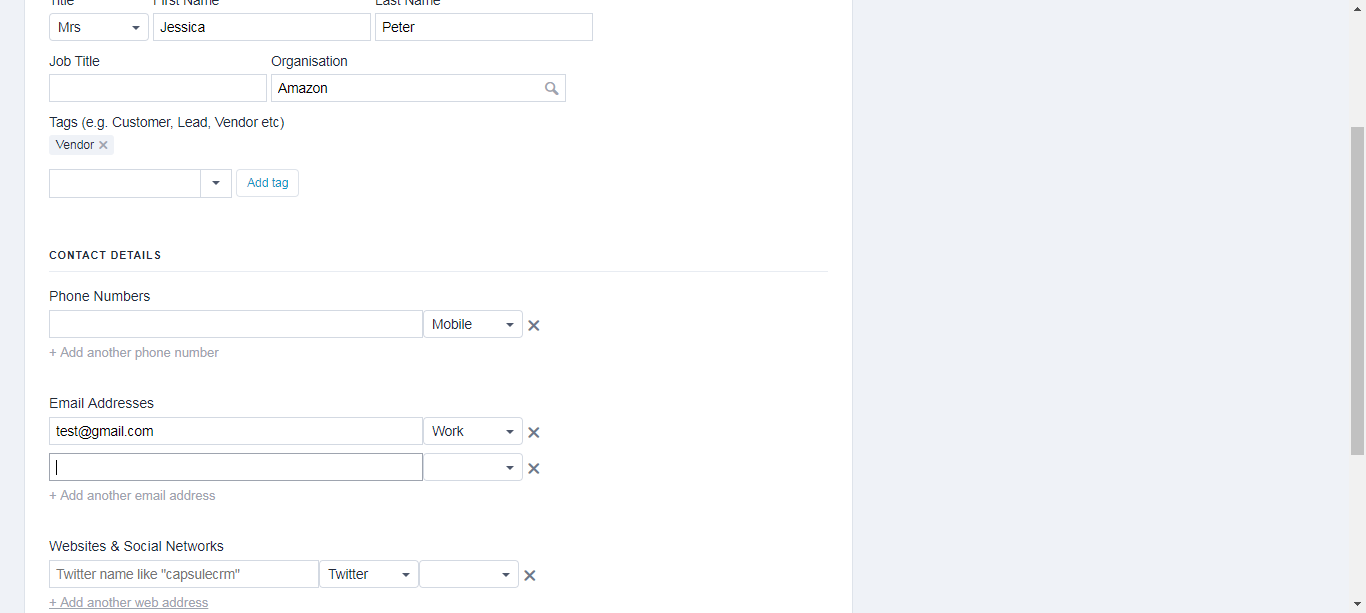 Title First Name Last Name
Mrs Jessica Peter
Job Title Organisation
Amazon
Tags (e.g. Customer, Lead, Vendor etc)
Vendor
Add tag
CONTACT DETAILS
Phone Numbers
Mobile
+ Add another phone number
Email Addresses
test@gmail.com Work
+ Add another email address
Websites & Social Networks
Twitter name like "capsulecrm" Twitter
+ Add another web address